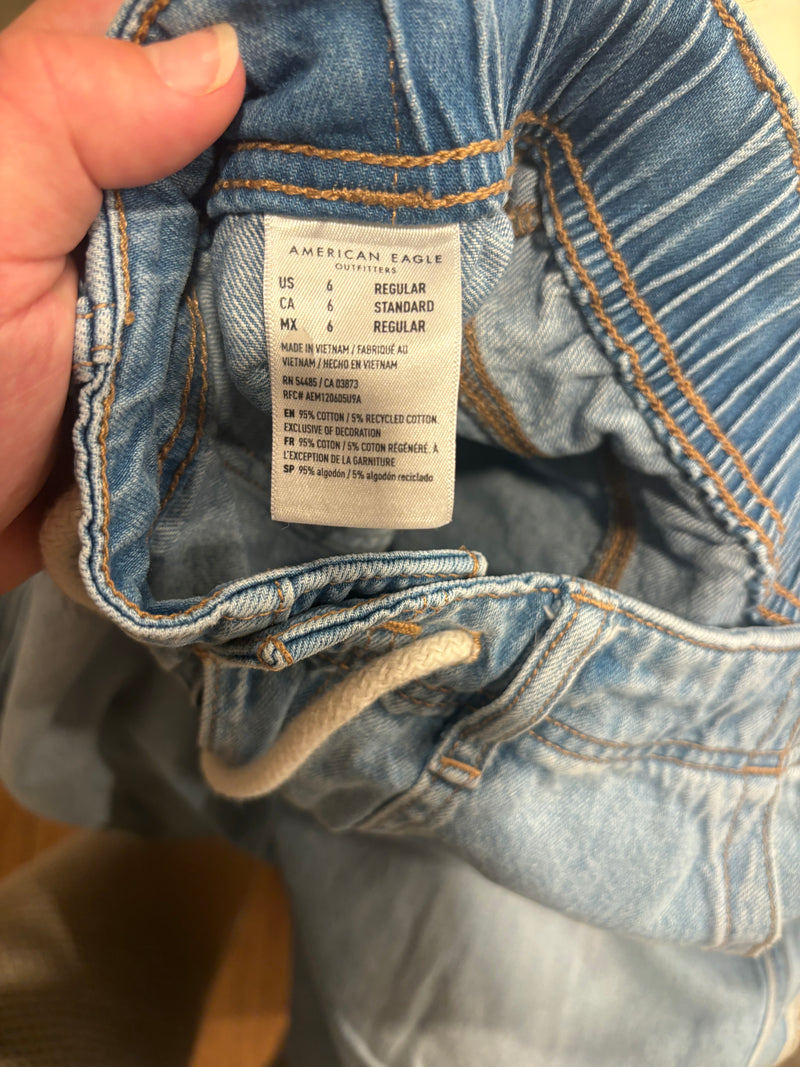 AMERICAN EAGLE
OUTFITTERS
US 6 REGULAR
CA 6 STANDARD
MX 6 REGULAR
MADE IN VIETNAM / FABRIQUÉ AU
VIETNAM / HECHO EN VIETNAM
RN 54485 / CA 03873
RFC# AEM120605U9A
EN 95% COTTON / 5% RECYCLED COTTON.
EXCLUSIVE OF DECORATION
FR 95% COTON / 5% COTON RÉGÉNÉRÉ. À
L'EXCEPTION DE LA GARNITURE
SP 95% algodón / 5% algodón reciclado